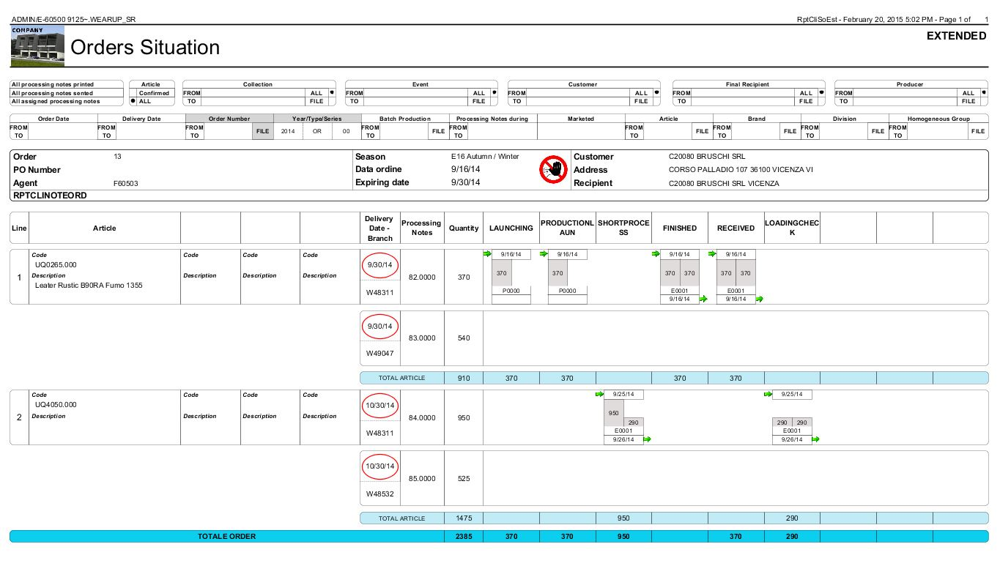 ADMIN/E-60500 9125~.WEARUP_SR RptCliSoEst - February 20, 2015 5:02 PM - Page 1 of 1
COMPANY
Orders Situation
EXTENDED
All processing notes printed Article Collection Event Customer Final Recipient Producer
All processing notes sented Confirmed FROM ALL FROM ALL FROM ALL FROM ALL FROM ALL
All assigned processing notes ALL TO FILE TO FILE TO FILE TO FILE TO FILE
Order Date Delivery Date Order Number Year/Type/Series Batch Production Processing Notes during Marketed Article Brand Division Homogeneous Group
FROM FROM FROM FROM FROM FROM FROM FROM FROM
FILE 2014 OR 00 FILE FILE FILE FILE FILE
TO TO TO TO TO TO TO TO TO
Order 13 Season E16 Autumn / Winter Customer C20080 BRUSCHI SRL
PO Number Data ordine 9/16/14 Address CORSO PALLADIO 107 36100 VICENZA VI
Agent F60503 Expiring date 9/30/14 Recipient C20080 BRUSCHI SRL VICENZA
RPTCLINOTEORD
Line Article Delivery Date - Branch Processing Notes Quantity LAUNCHING PRODUCTIONLAUN SHORTPROCESS FINISHED RECEIVED LOADINGCHECK
Code Code Code Code 9/16/14 9/16/14 9/16/14 9/16/14
UQ0265.000 9/30/14
Description Description Description Description 370 370 370 370 370 370
1 82.0000 370
Leater Rustic B90RA Fumo 1355
W48311 P0000 P0000 E0001 E0001
9/16/14 9/16/14
9/30/14
83.0000 540
W49047
TOTAL ARTICLE 910 370 370 370 370
Code Code Code Code 9/25/14 9/25/14
UQ4050.000 10/30/14
Description Description Description Description 950
2 84.0000 950
290 290 290
W48311 E0001 E0001
9/26/14 9/26/14
10/30/14
85.0000 525
W48532
TOTAL ARTICLE 1475 950 290
TOTALE ORDER 2385 370 370 950 370 290